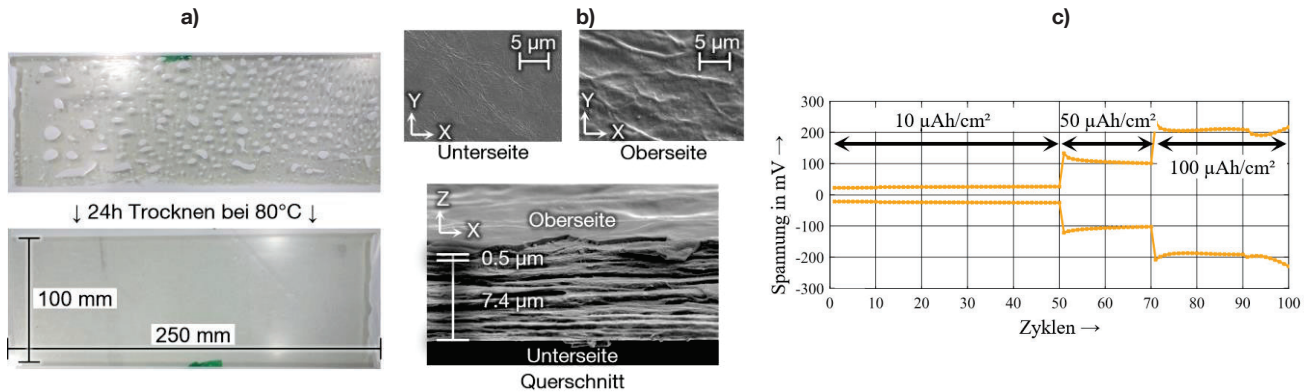 a)
↓ 24h Trocknen bei 80°C ↓
100 mm
250 mm
b)
5 µm
Y
X
Unterseite
5 µm
Y
X
Oberseite
Z
X
Oberseite
0.5 µm
7.4 µm
Unterseite
Querschnitt
c)
Spannung in mV →
300
200
100
0
-100
-200
-300
10 µAh/cm²
50 µAh/cm²
100 µAh/cm²
0 10 20 30 40 50 60 70 80 90 100
Zyklen →